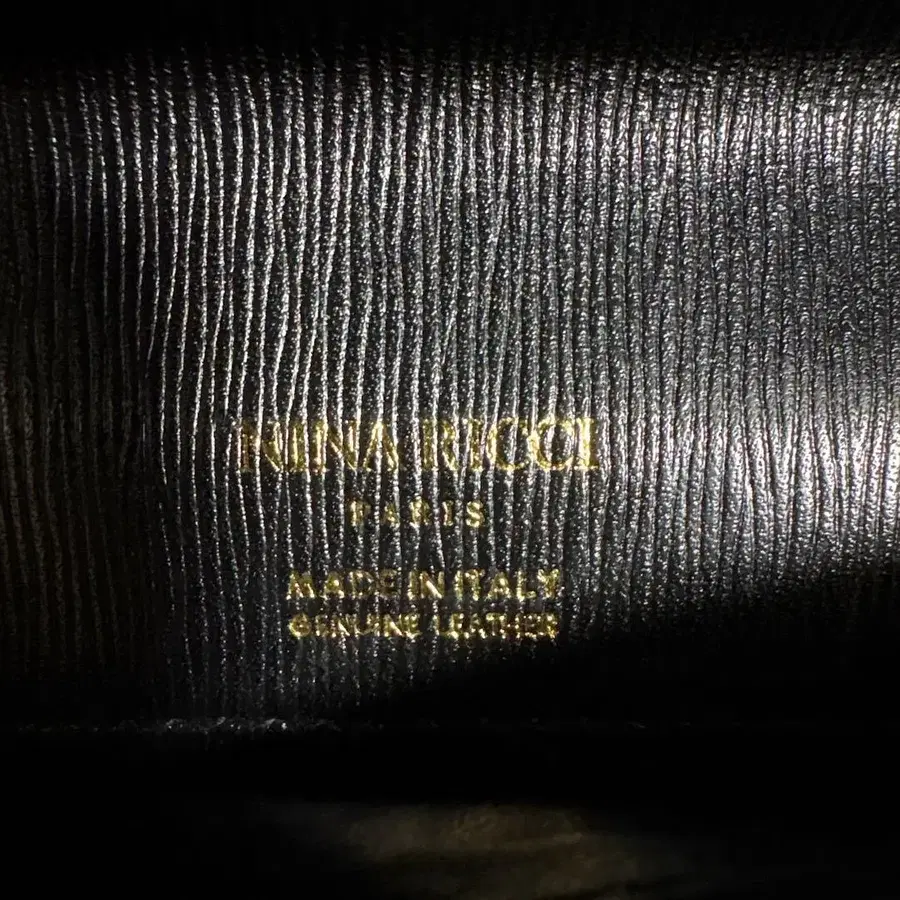 NINA RICCI
PARIS
MADE IN ITALY
GENUINE LEATHER